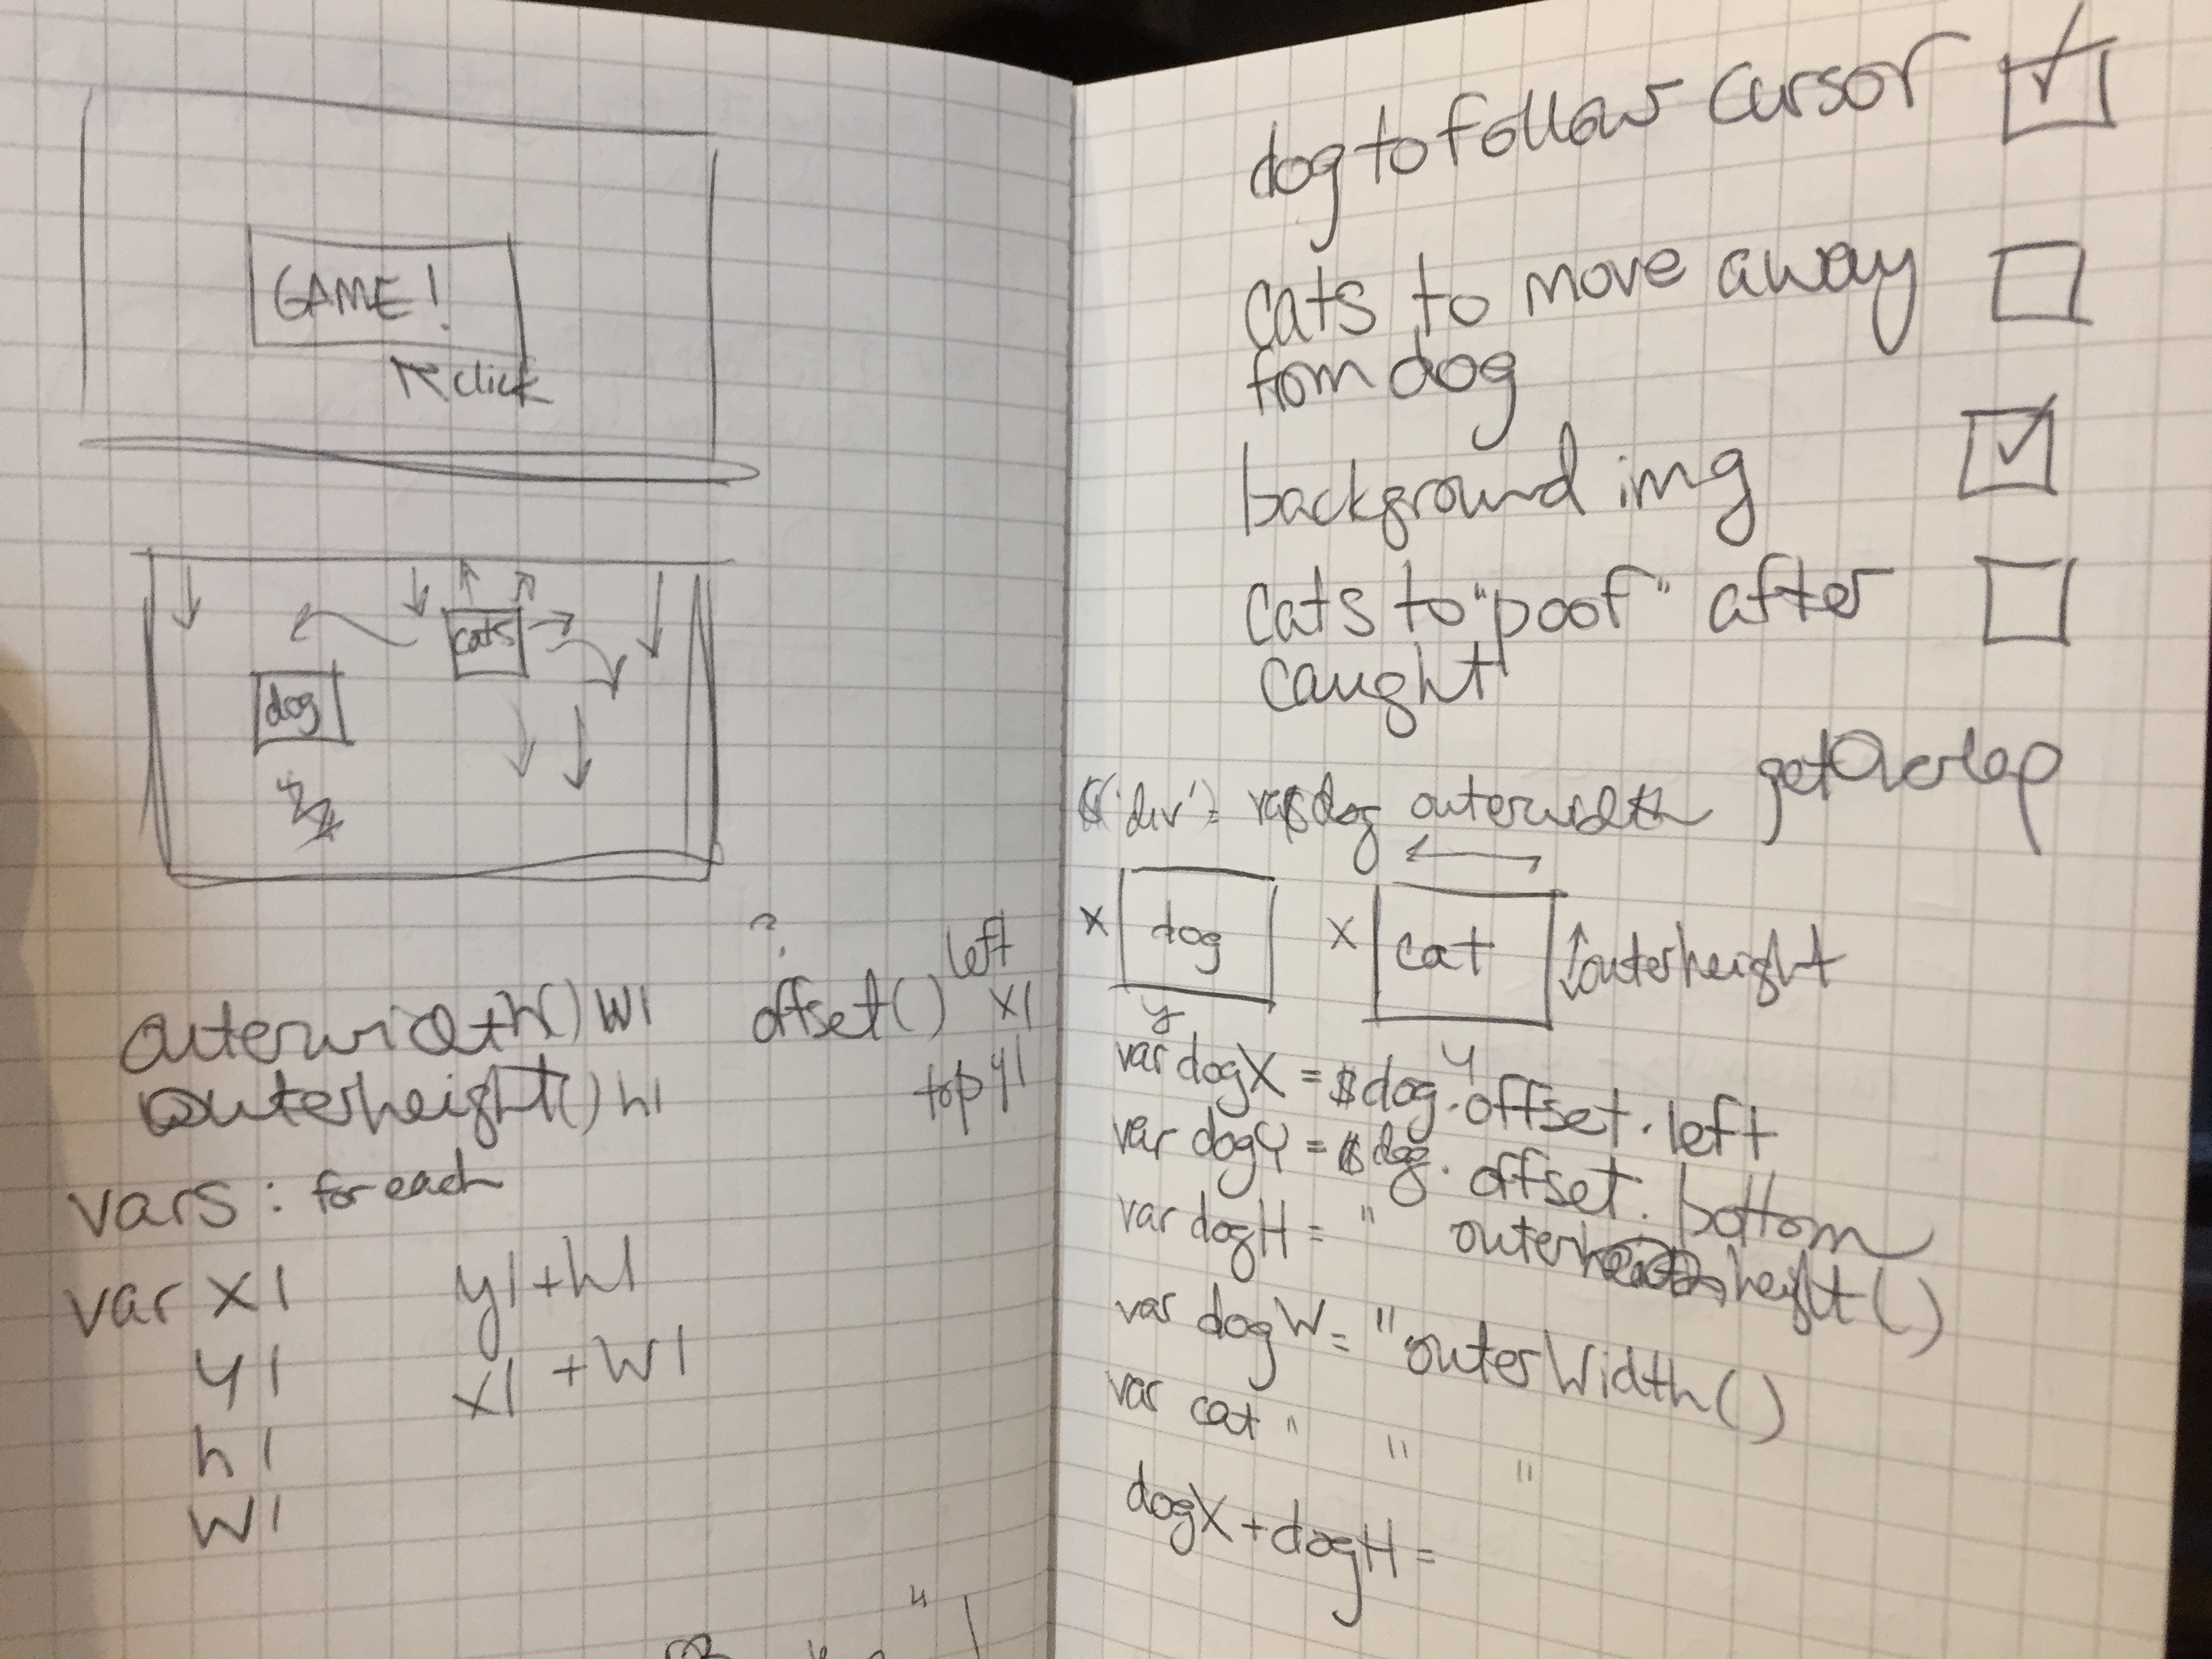 GAME!
click
cats
dog
?
outerwidth() w1 offset() left x1
outerheight() h1 top y1
vars: for each
var x1 y1+h1
y1 x1+w1
h1
w1
dog to follow cursor
cats to move away
from dog
background img
cats to "poof" after
caught
getOverlap
$('div') = var$dog outerwidth
x dog x cat outerheight
y y
var dogX = $dog.offset.left
var dogY = $dog.offset.bottom
var dogH = " outerheight()
var dogW = "outerWidth()
var cat " " "
dogX+dogH=